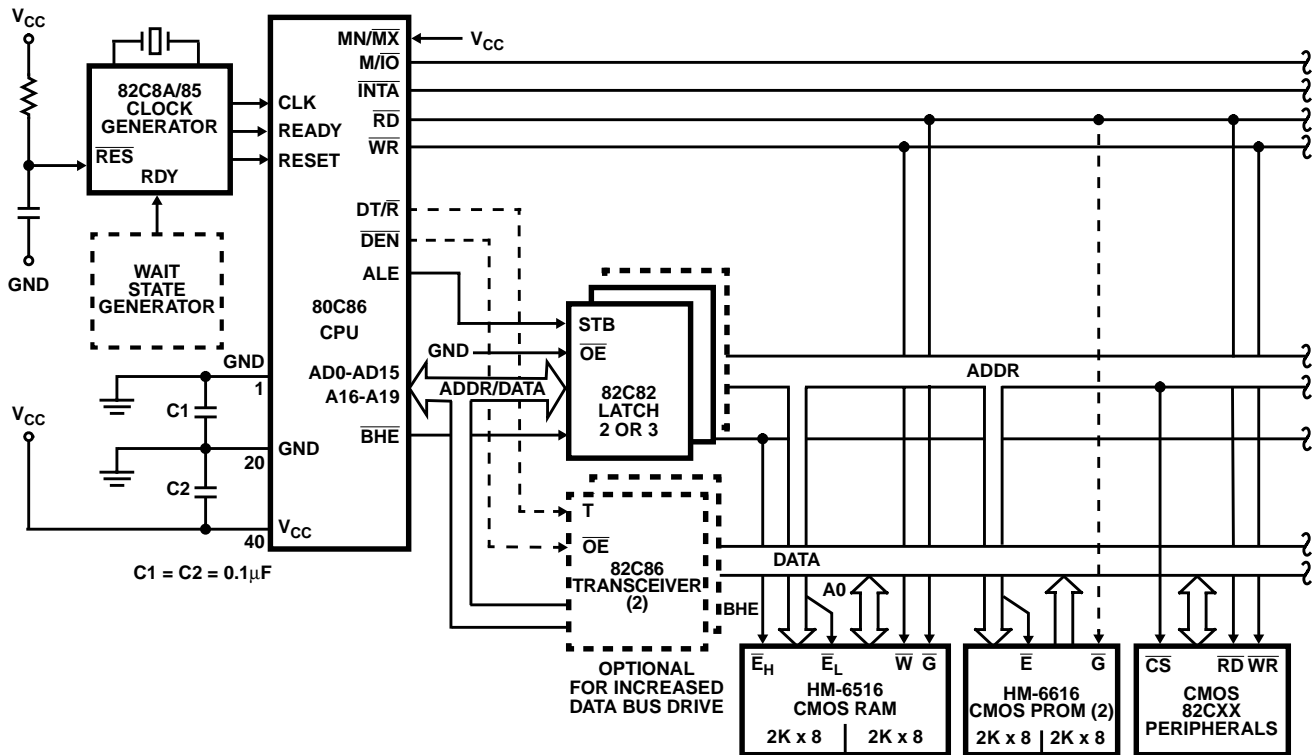 VCC
GND
82C8A/85
CLOCK
GENERATOR
RES
RDY
WAIT
STATE
GENERATOR
MN/MX
VCC
M/IO
INTA
CLK
RD
READY
WR
RESET
DT/R
DEN
ALE
80C86
CPU
GND
1
AD0-AD15
A16-A19
ADDR/DATA
BHE
C1
VCC
GND
20
C2
VCC
40
C1 = C2 = 0.1μF
STB
GND
OE
82C82
LATCH
2 OR 3
ADDR
T
OE
82C86
TRANSCEIVER
(2)
OPTIONAL
FOR INCREASED
DATA BUS DRIVE
DATA
A0
BHE
EH
EL
W
G
HM-6516
CMOS RAM
2K x 8
2K x 8
E
G
HM-6616
CMOS PROM (2)
2K x 8
2K x 8
CS
RD WR
CMOS
82CXX
PERIPHERALS